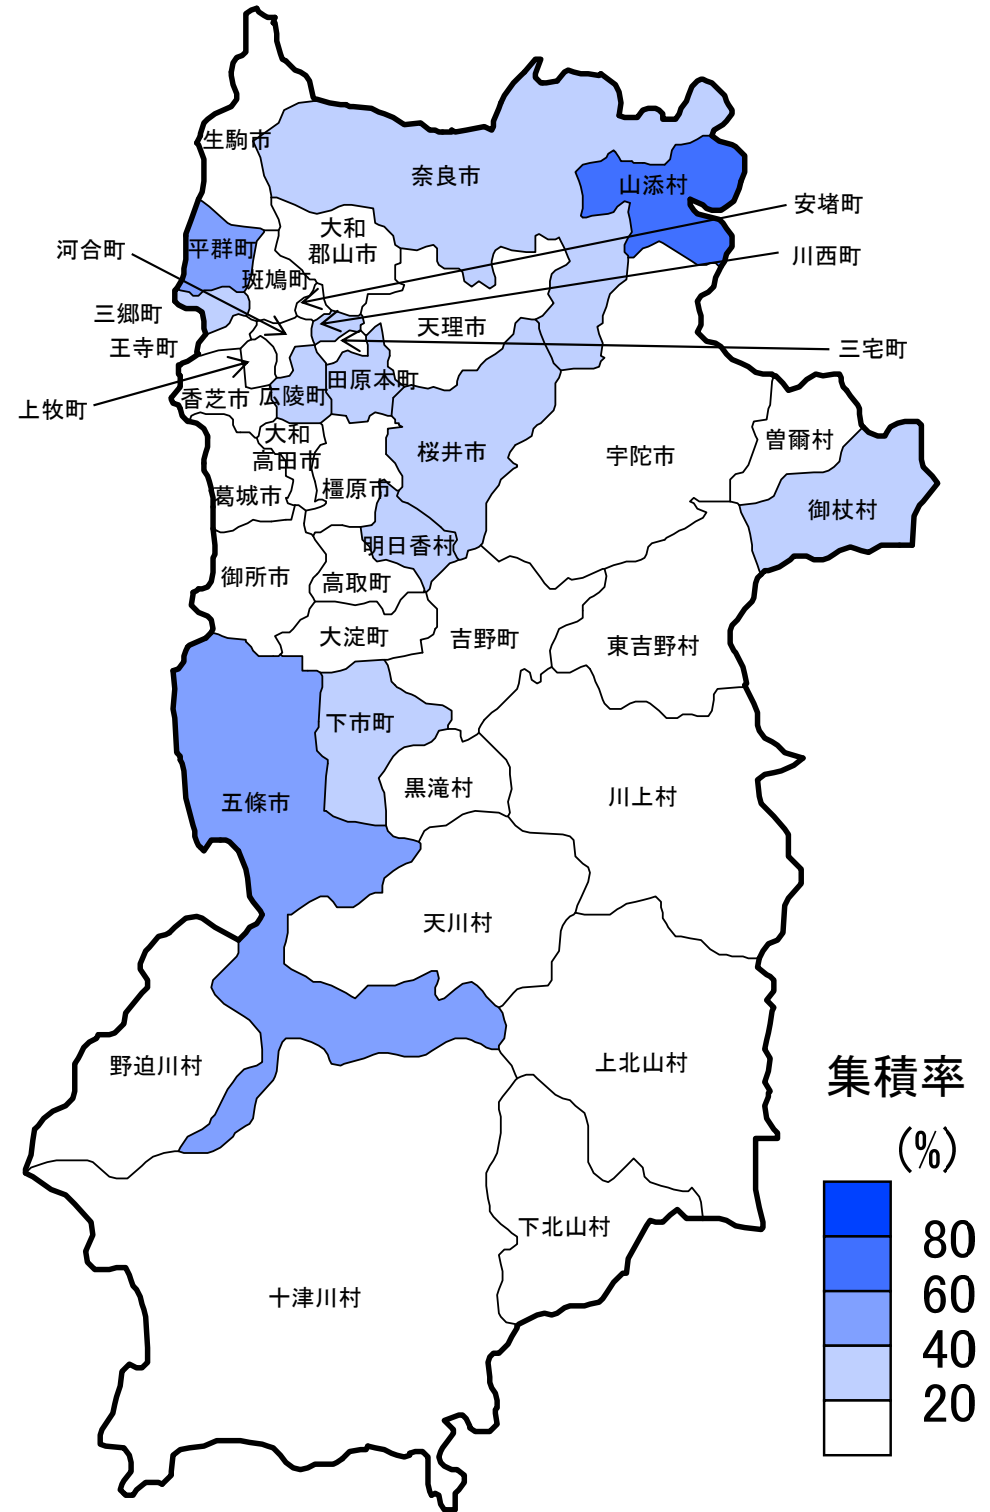 生駒市
奈良市
山添村
安堵町
大和
郡山市
平群町
河合町
川西町
斑鳩町
三郷町
天理市
王寺町
三宅町
田原本町
上牧町
香芝市
広陵町
大和
高田市
桜井市
宇陀市
曽爾村
葛城市
橿原市
御杖村
明日香村
御所市
高取町
大淀町
吉野町
東吉野村
下市町
黒滝村
川上村
五條市
天川村
野迫川村
上北山村
下北山村
十津川村
集積率
(%)
80
60
40
20